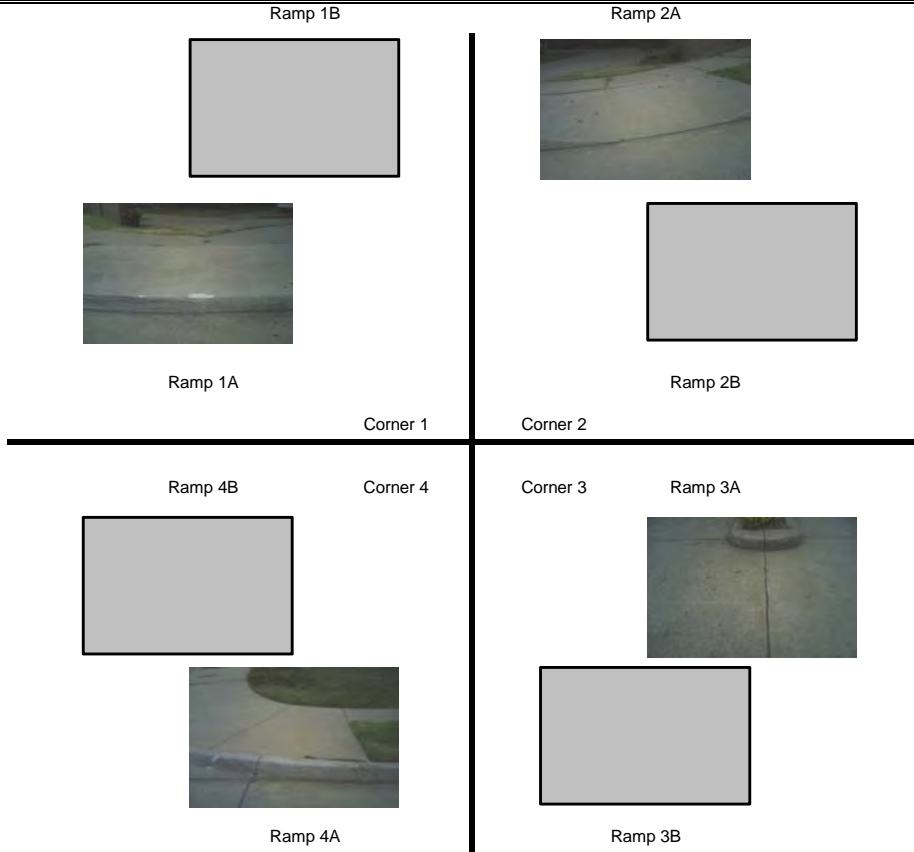 Ramp 1B Ramp 2A
Ramp 1A Ramp 2B
Corner 1 Corner 2
Ramp 4B Corner 4 Corner 3 Ramp 3A
Ramp 4A Ramp 3B